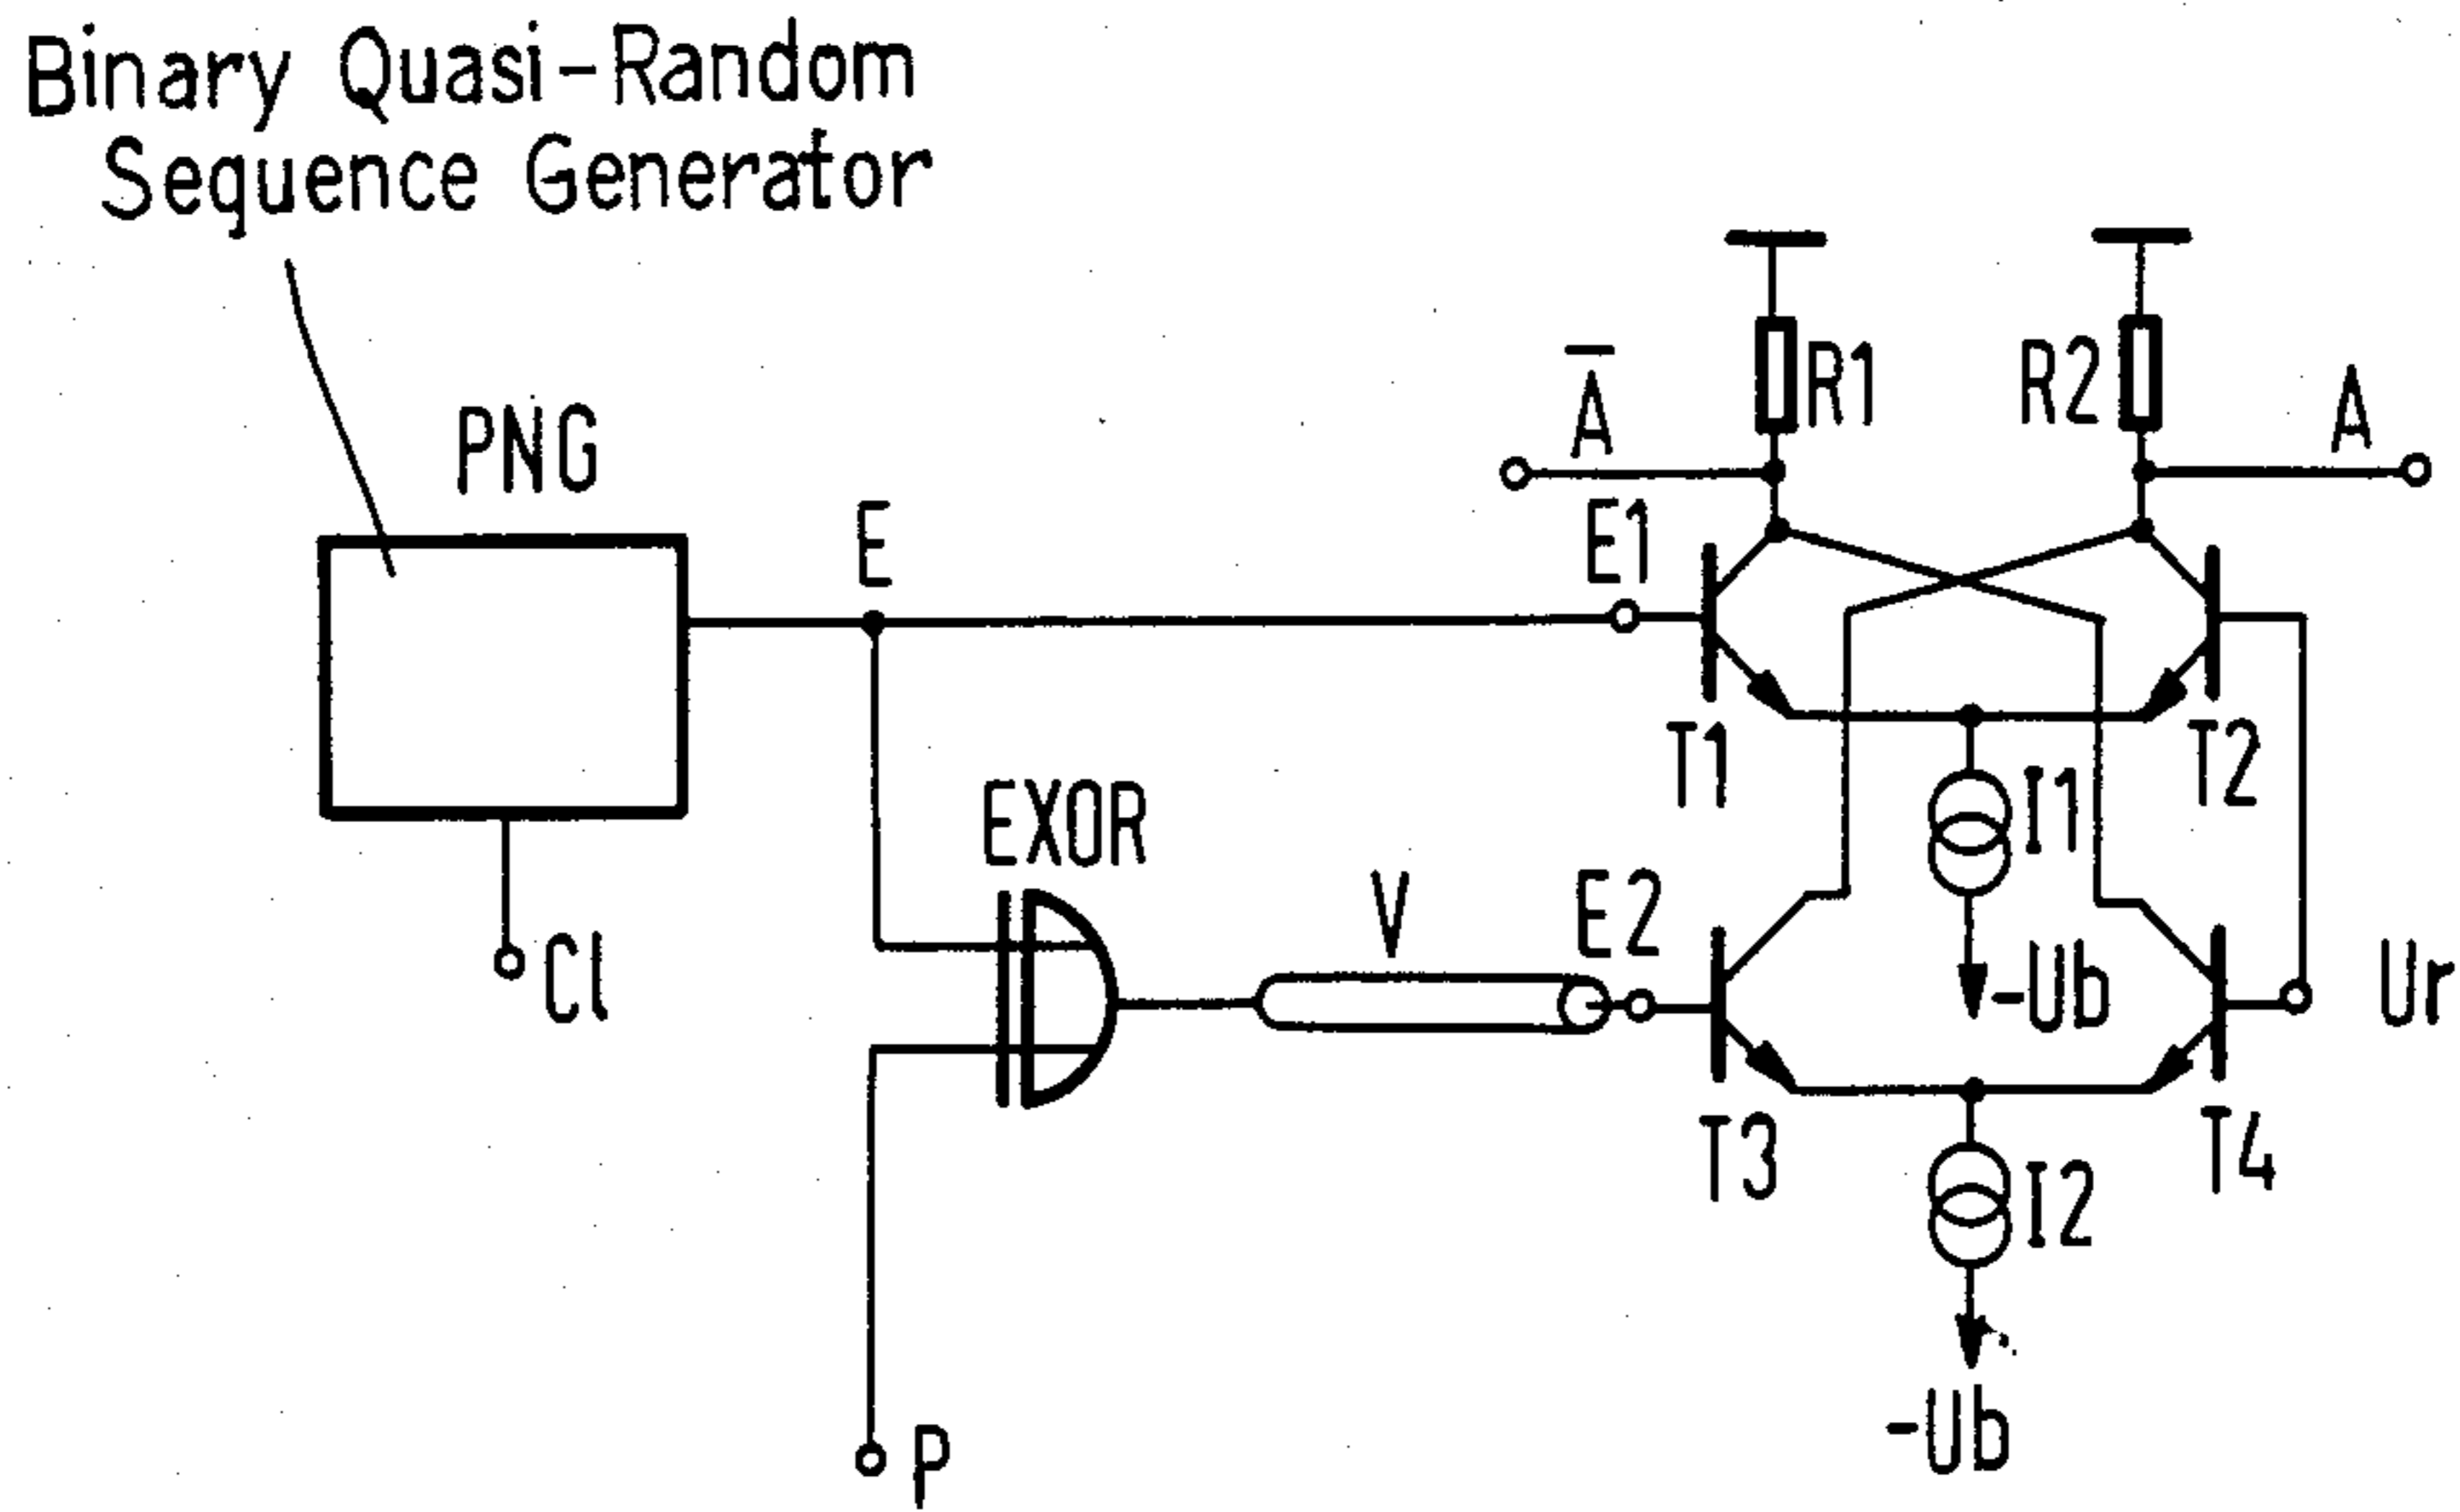 Binary Quasi-Random
Sequence Generator
PNG
E
A̅
R1
R2
A
E1
T1
T2
I1
-Ub
Cl
EXOR
V
E2
Ur
T3
T4
I2
-Ub
P